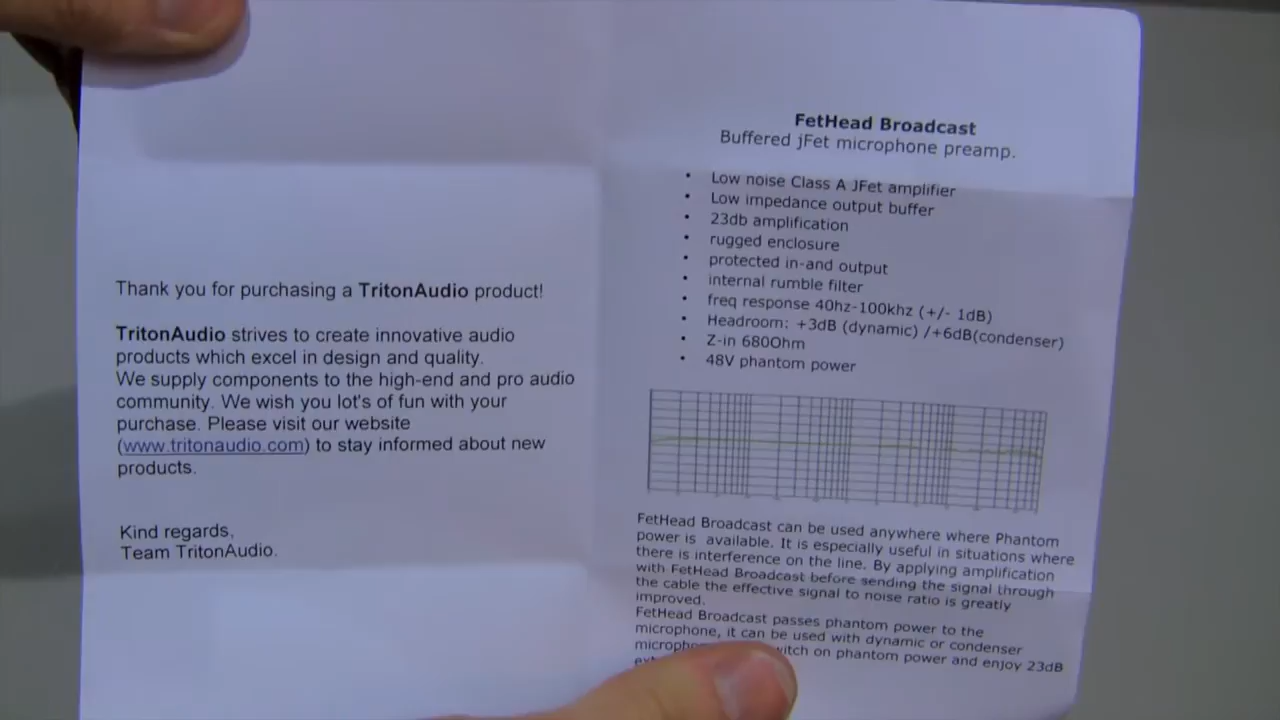 Thank you for purchasing a TritonAudio product!
TritonAudio strives to create innovative audio
products which excel in design and quality.
We supply components to the high-end and pro audio
community. We wish you lot's of fun with your
purchase. Please visit our website
(www.tritonaudio.com) to stay informed about new
products.
Kind regards,
Team TritonAudio.
FetHead Broadcast
Buffered jFet microphone preamp.
• Low noise Class A JFet amplifier
• Low impedance output buffer
• 23db amplification
• rugged enclosure
• protected in-and output
• internal rumble filter
• freq response 40hz-100khz (+/- 1dB)
• Headroom: +3dB (dynamic) /+6dB(condenser)
• Z-in 680Ohm
• 48V phantom power
FetHead Broadcast can be used anywhere where Phantom
power is available. It is especially useful in situations where
there is interference on the line. By applying amplification
with FetHead Broadcast before sending the signal through
the cable the effective signal to noise ratio is greatly
improved.
FetHead Broadcast passes phantom power to the
microphone, it can be used with dynamic or condenser
on phantom power and enjoy 23dB